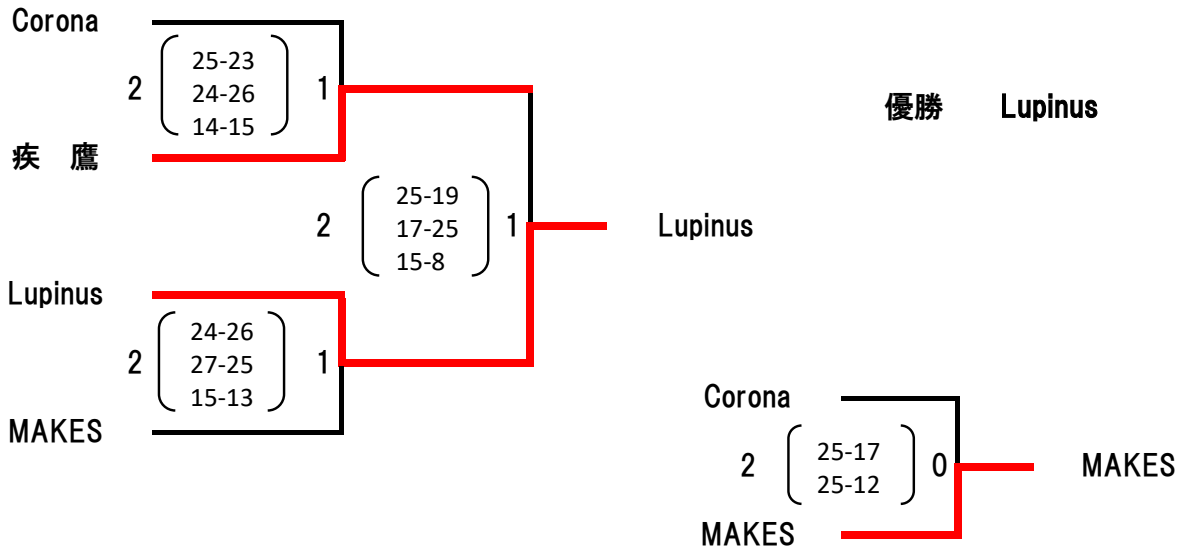 Corona
2
25-23
24-26
14-15
1
疾　鷹
優勝　　Lupinus
2
25-19
17-25
15-8
1
Lupinus
Lupinus
2
24-26
27-25
15-13
1
MAKES
Corona
2
25-17
25-12
0
MAKES
MAKES